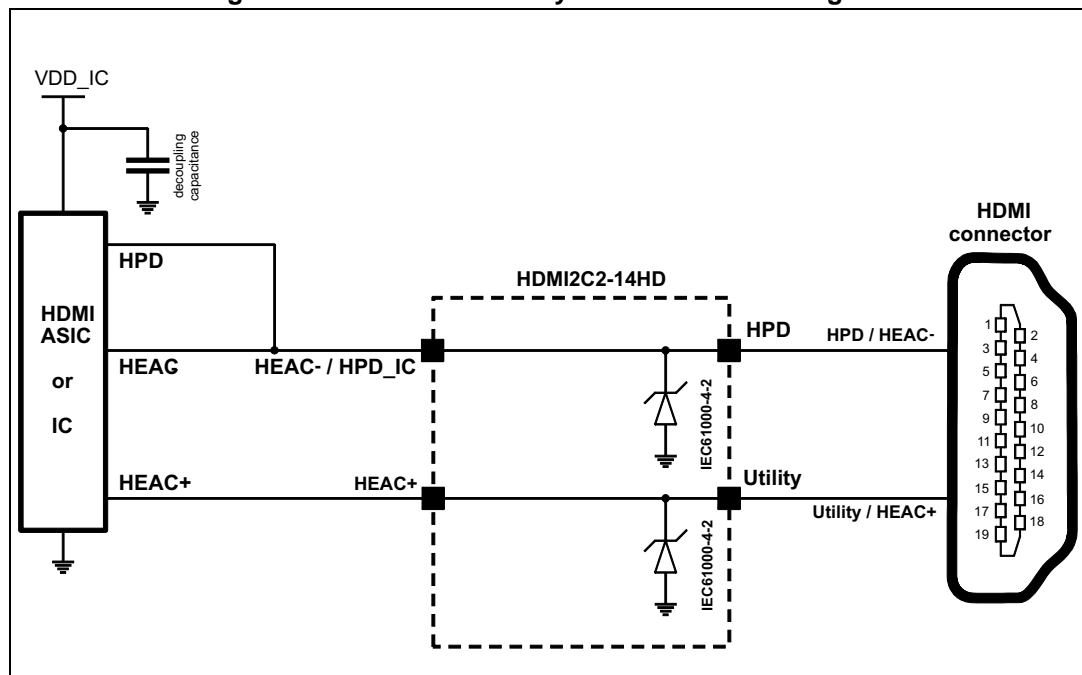 VDD_IC
decoupling
capacitance
HDMI
connector
HPD
HDMI2C2-14HD
HDMI
ASIC
or
IC
HEAC-
HEAC- / HPD_IC
HPD
HPD / HEAC-
IEC61000-4-2
HEAC+
HEAC+
Utility
Utility / HEAC+
IEC61000-4-2
1
2
3
4
5
6
7
8
9
10
11
12
13
14
15
16
17
18
19